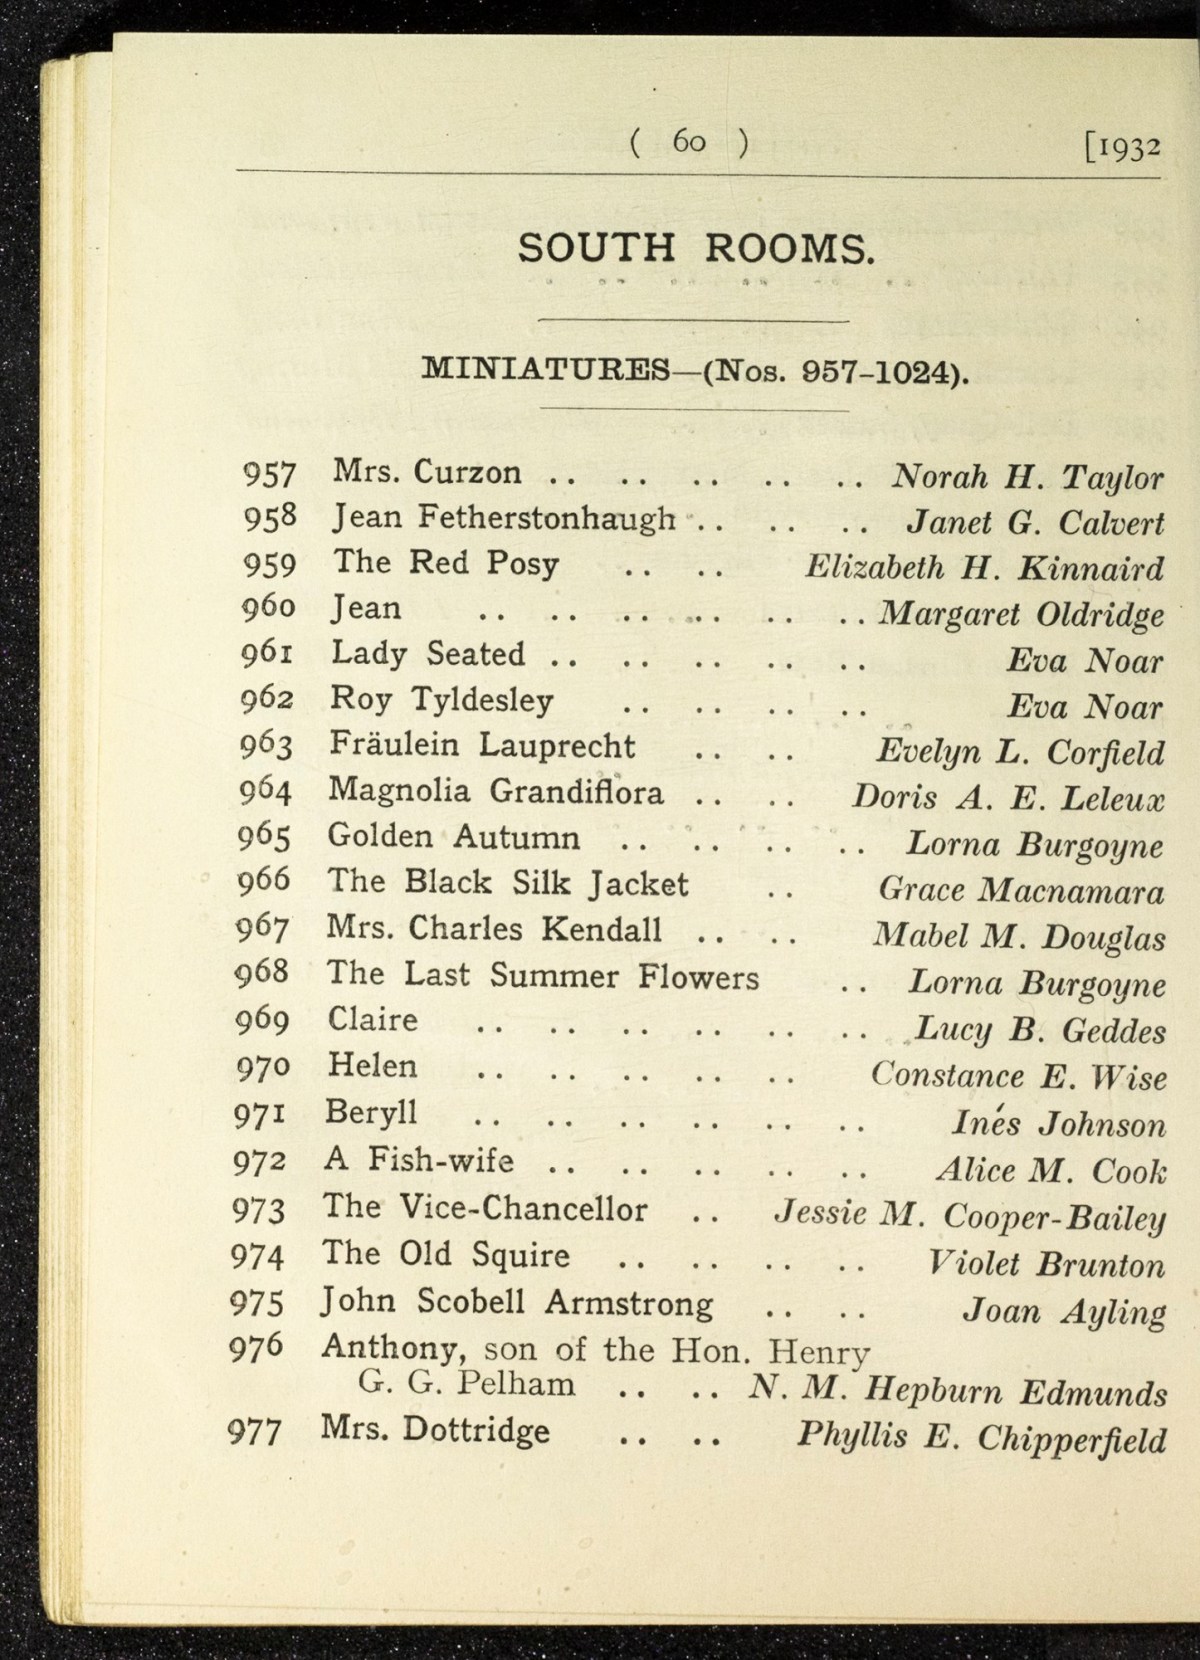 ( 60 ) [1932
SOUTH ROOMS.
MINIATURES—(Nos. 957-1024).
957 Mrs. Curzon .. .. .. .. .. Norah H. Taylor
958 Jean Fetherstonhaugh .. .. .. Janet G. Calvert
959 The Red Posy .. .. Elizabeth H. Kinnaird
960 Jean .. .. .. .. .. .. Margaret Oldridge
961 Lady Seated .. .. .. .. .. Eva Noar
962 Roy Tyldesley .. .. .. .. Eva Noar
963 Fräulein Lauprecht .. .. Evelyn L. Corfield
964 Magnolia Grandiflora .. .. Doris A. E. Leleux
965 Golden Autumn .. .. .. .. Lorna Burgoyne
966 The Black Silk Jacket .. Grace Macnamara
967 Mrs. Charles Kendall .. .. Mabel M. Douglas
968 The Last Summer Flowers .. Lorna Burgoyne
969 Claire .. .. .. .. .. .. Lucy B. Geddes
970 Helen .. .. .. .. .. Constance E. Wise
971 Beryll .. .. .. .. .. .. Inés Johnson
972 A Fish-wife .. .. .. .. .. Alice M. Cook
973 The Vice-Chancellor .. Jessie M. Cooper-Bailey
974 The Old Squire .. .. .. .. Violet Brunton
975 John Scobell Armstrong .. .. Joan Ayling
976 Anthony, son of the Hon. Henry
G. G. Pelham .. .. N. M. Hepburn Edmunds
977 Mrs. Dottridge .. .. Phyllis E. Chipperfield